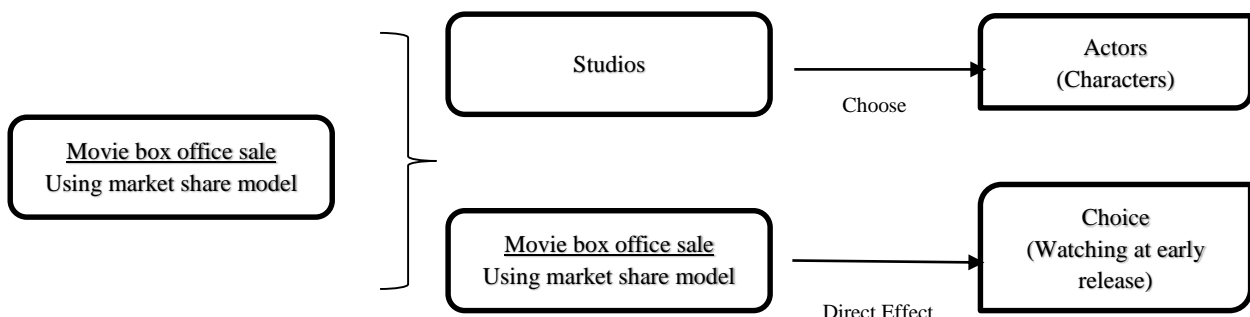 Movie box office sale
Using market share model
Studios
Choose
Actors
(Characters)
Movie box office sale
Using market share model
Direct Effect
Choice
(Watching at early
release)